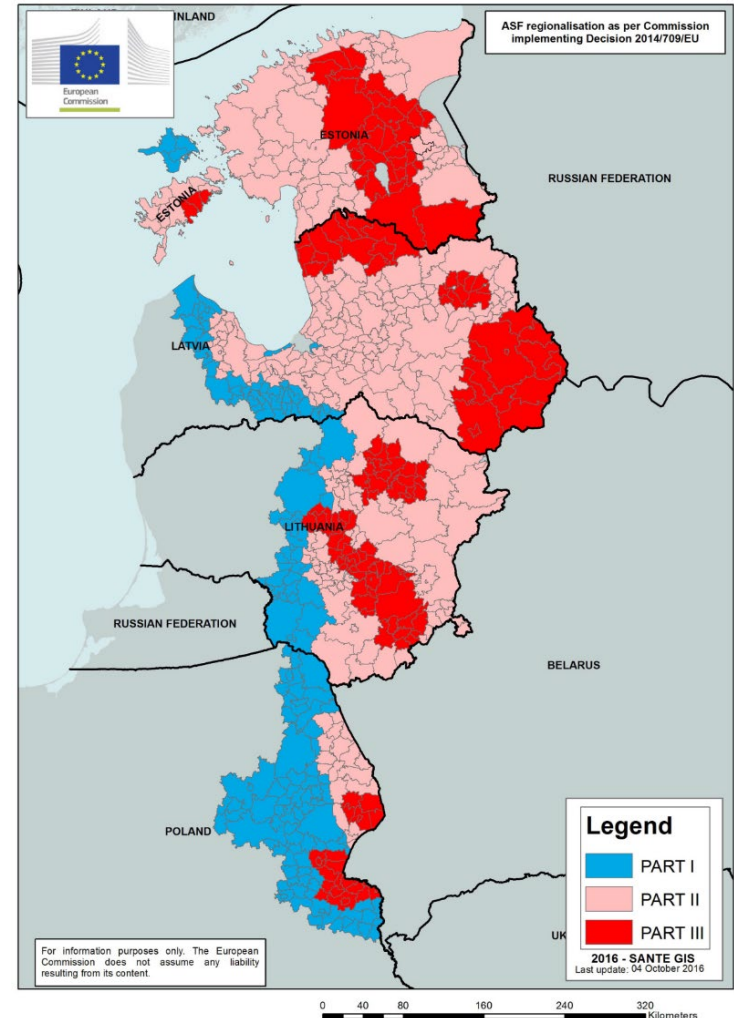 FINLAND
ASF regionalisation as per Commission
implementing Decision 2014/709/EU
European
Commission
ESTONIA
RUSSIAN FEDERATION
ESTONIA
LATVIA
LITHUANIA
RUSSIAN FEDERATION
BELARUS
POLAND
Legend
PART I
PART II
PART III
UK
2016 - SANTE GIS
Last update: 04 October 2016
For information purposes only. The European
Commission does not assume any liability
resulting from its content.
0 40 80 160 240 320
Kilometers